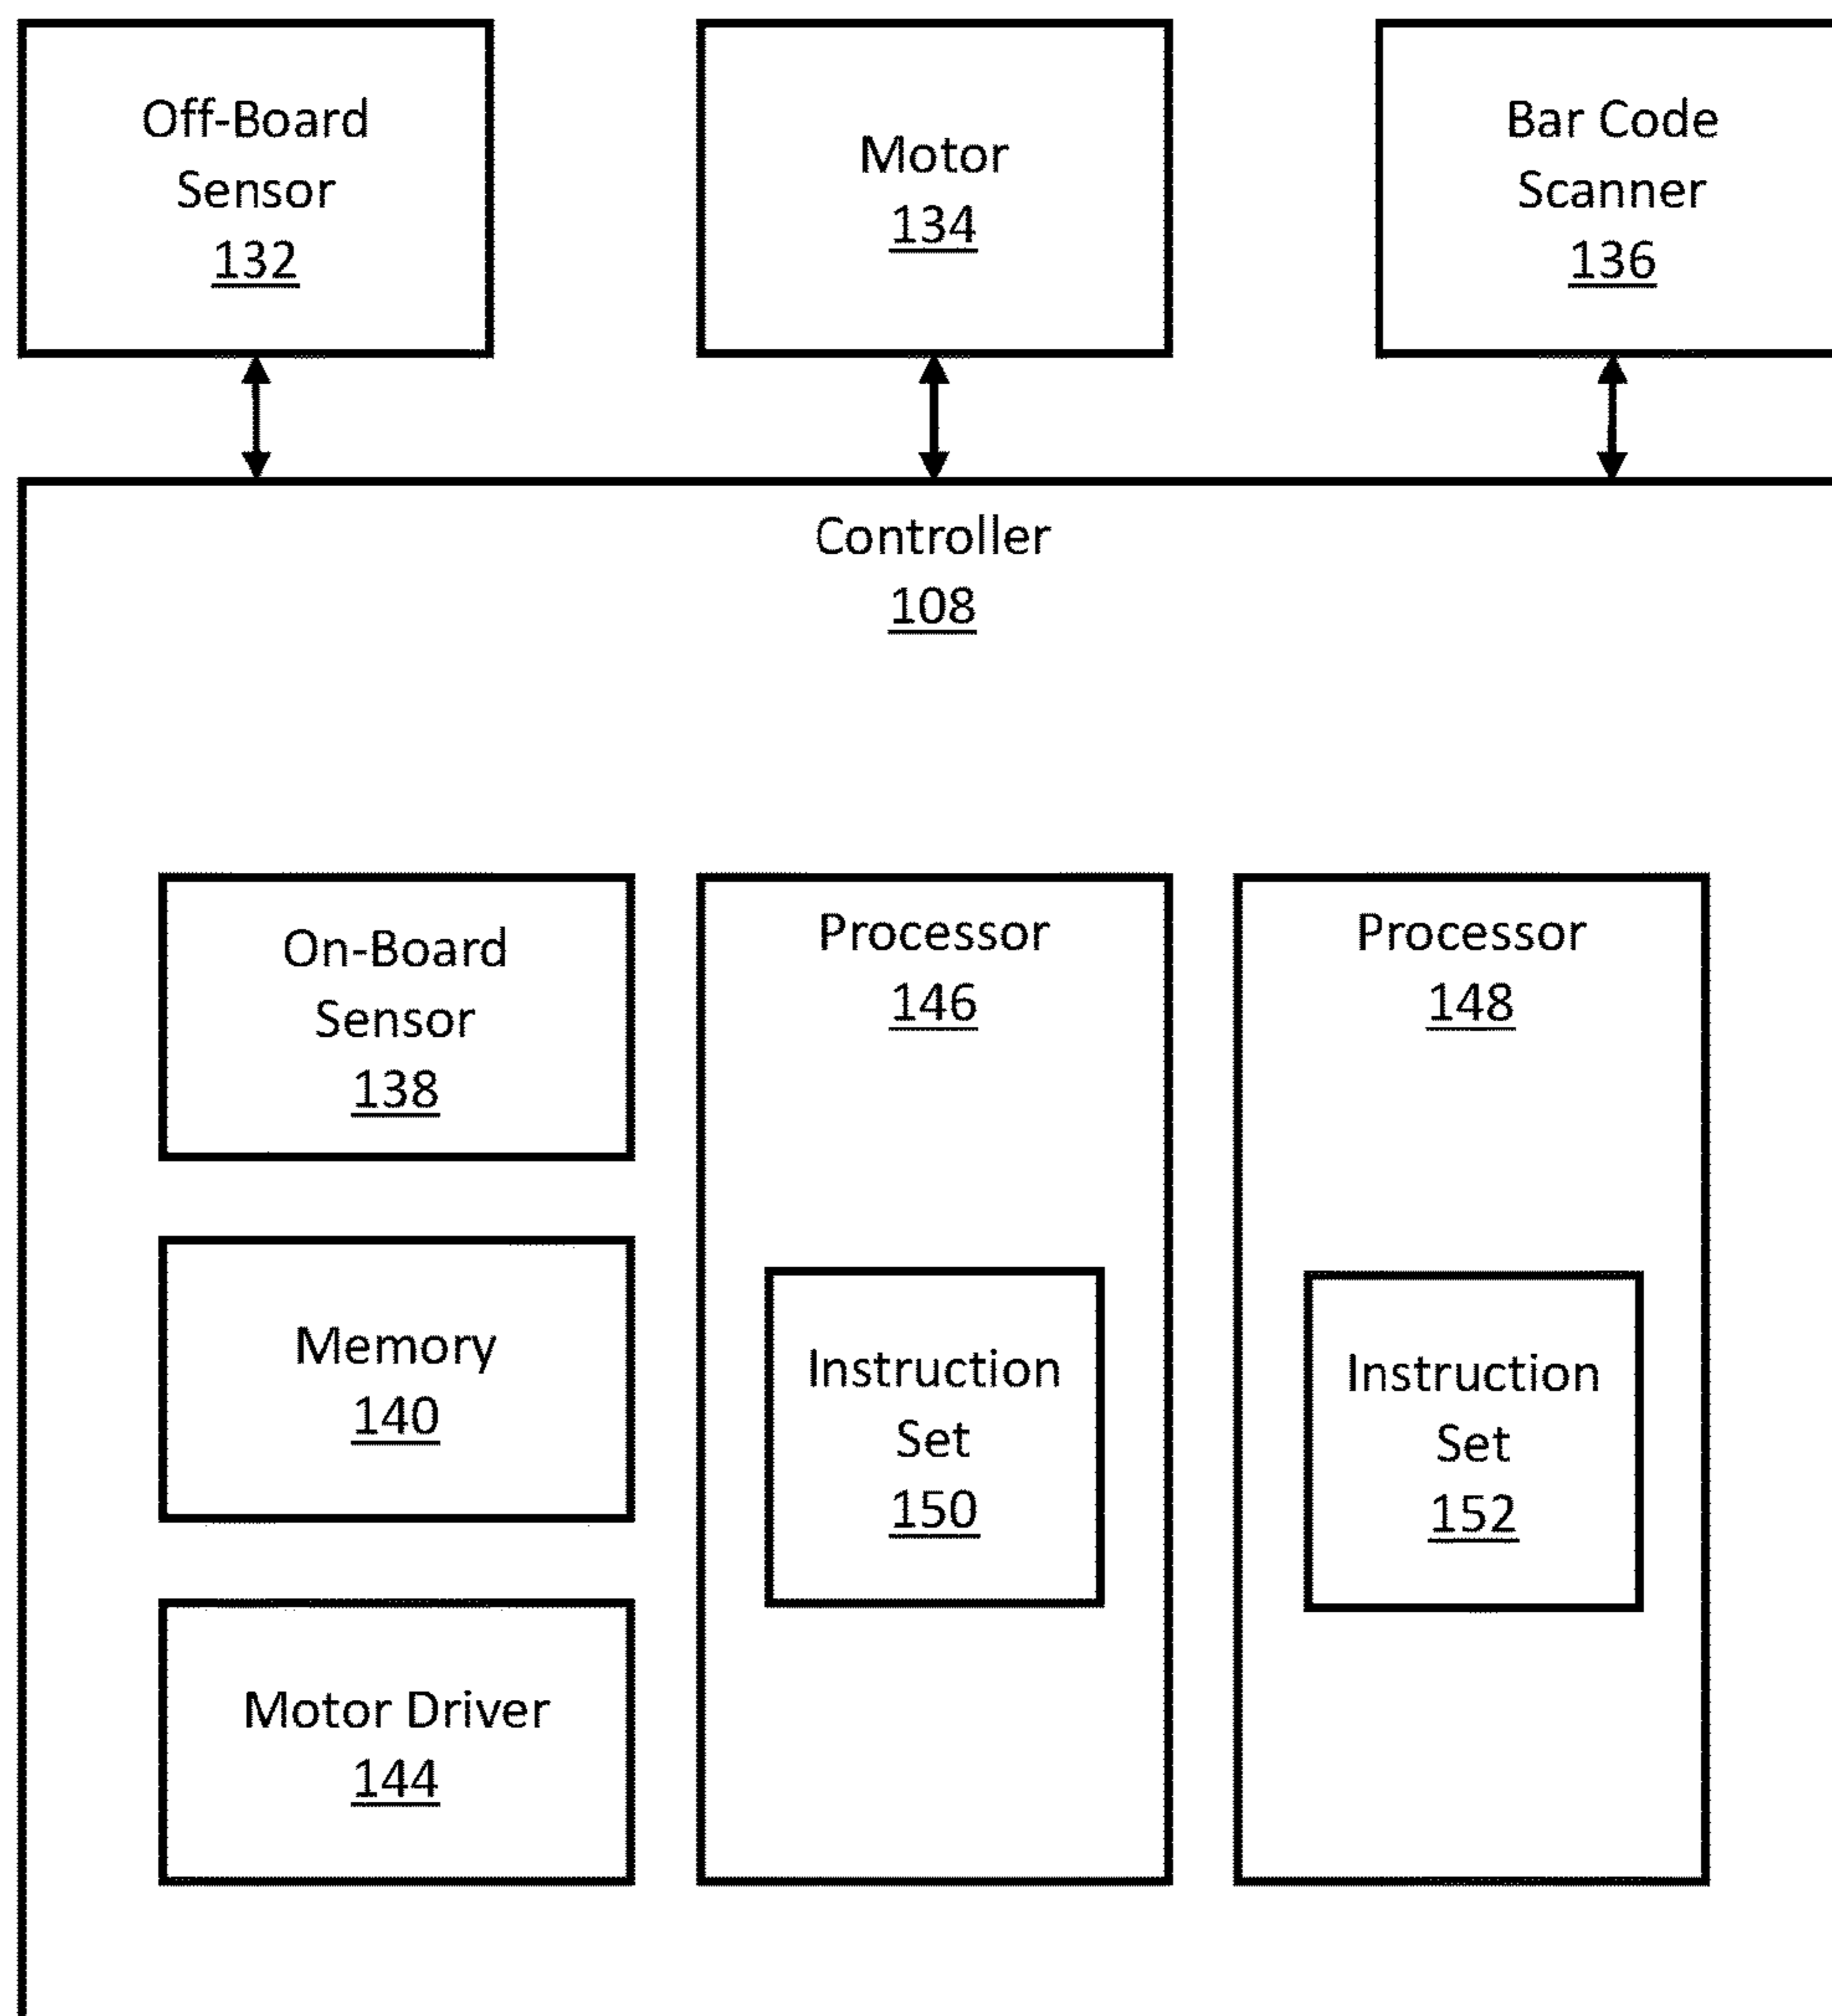 Off-Board
Sensor
132
Motor
134
Bar Code
Scanner
136
Controller
108
On-Board
Sensor
138
Memory
140
Motor Driver
144
Processor
146
Instruction
Set
150
Processor
148
Instruction
Set
152